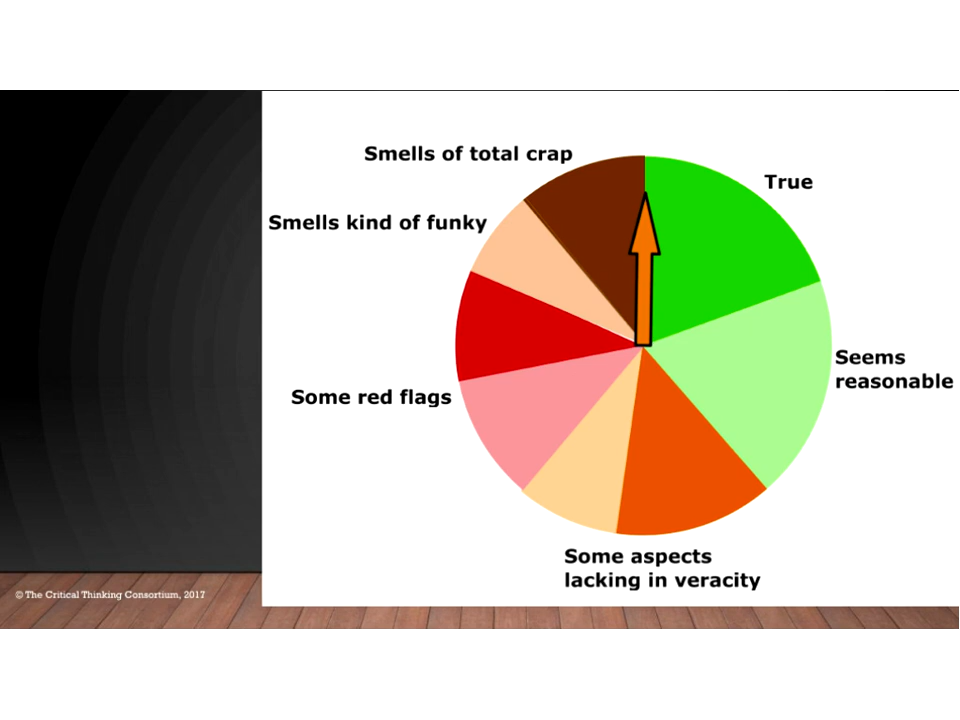 Smells of total crap
True
Smells kind of funky
Seems
reasonable
Some red flags
Some aspects
lacking in veracity
© The Critical Thinking Consortium, 2017